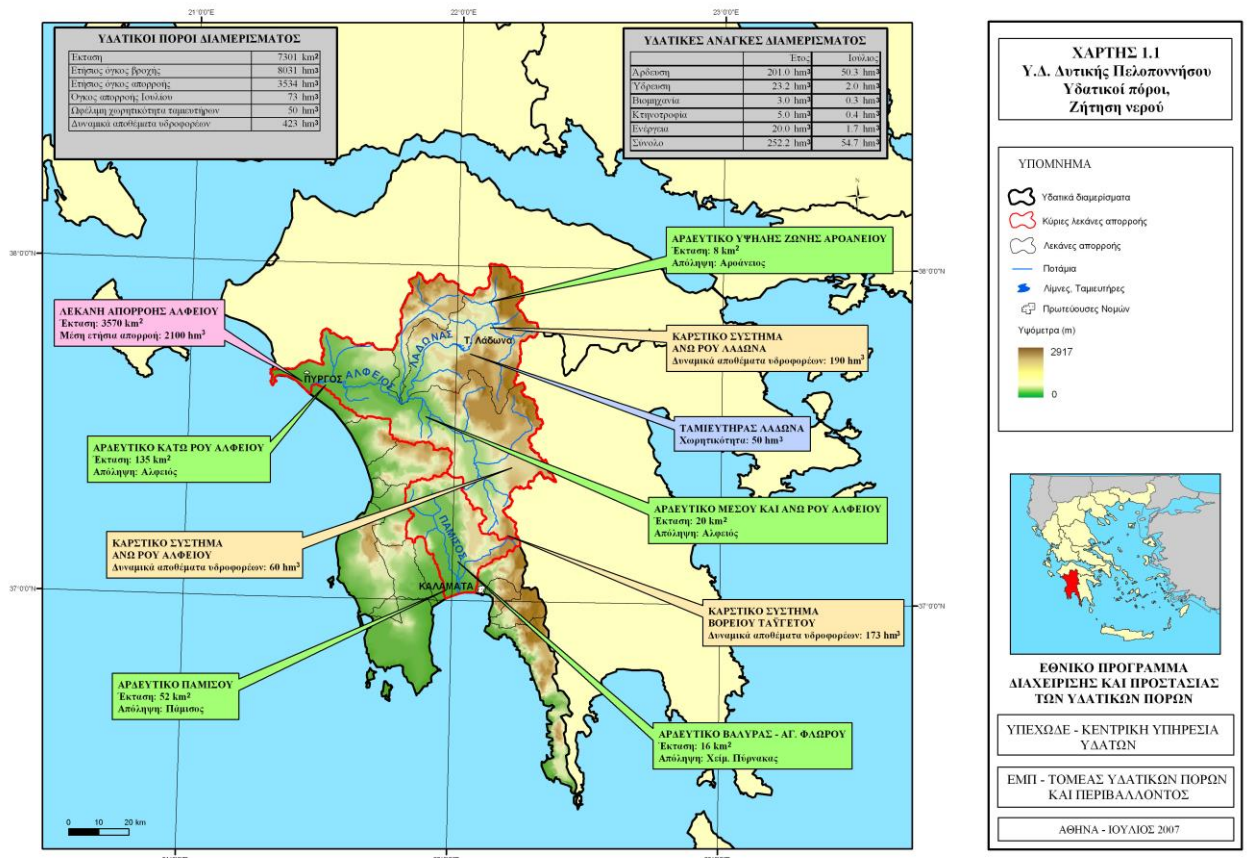 ΥΔΑΤΙΚΟΙ ΠΟΡΟΙ ΔΙΑΜΕΡΙΣΜΑΤΟΣ
Έκταση 7301 km²
Ετήσιος όγκος βροχής 8031 hm³
Ετήσιος όγκος απορροής 3534 hm³
Όγκος απορροής Ιουλίου 73 hm³
Ωφέλιμη χωρητικότητα ταμιευτήρων 50 hm³
Δυναμικά αποθέματα υδροφορέων 423 hm³
ΥΔΑΤΙΚΕΣ ΑΝΑΓΚΕΣ ΔΙΑΜΕΡΙΣΜΑΤΟΣ
Έτος Ιούλιος
Άρδευση 201.0 hm³ 50.3 hm³
Ύδρευση 23.2 hm³ 2.0 hm³
Βιομηχανία 3.0 hm³ 0.3 hm³
Κτηνοτροφία 5.0 hm³ 0.4 hm³
Ενέργεια 20.0 hm³ 1.7 hm³
Σύνολο 252.2 hm³ 54.7 hm³
21°0'0"E 22°0'0"E 23°0'0"E
38°0'0"N
38°0'0"N
37°0'0"N
37°0'0"N
N
ΑΡΔΕΥΤΙΚΟ ΥΨΗΛΗΣ ΖΩΝΗΣ ΑΡΟΑΝΕΙΟΥ
Έκταση: 8 km²
Απόληψη: Αροάνειος
ΛΕΚΑΝΗ ΑΠΟΡΡΟΗΣ ΑΛΦΕΙΟΥ
Έκταση: 3570 km²
Μέση ετήσια απορροή: 2100 hm³
ΚΑΡΣΤΙΚΟ ΣΥΣΤΗΜΑ
ΑΝΩ ΡΟΥ ΛΑΔΩΝΑ
Δυναμικά αποθέματα υδροφορέων: 190 hm³
ΛΑΔΩΝΑΣ
Τ. Λάδωνα
ΠΥΡΓΟΣ
ΑΛΦΕΙΟΣ
ΤΑΜΙΕΥΤΗΡΑΣ ΛΑΔΩΝΑ
Χωρητικότητα: 50 hm³
ΑΡΔΕΥΤΙΚΟ ΚΑΤΩ ΡΟΥ ΑΛΦΕΙΟΥ
Έκταση: 135 km²
Απόληψη: Αλφειός
ΑΡΔΕΥΤΙΚΟ ΜΕΣΟΥ ΚΑΙ ΑΝΩ ΡΟΥ ΑΛΦΕΙΟΥ
Έκταση: 20 km²
Απόληψη: Αλφειός
ΚΑΡΣΤΙΚΟ ΣΥΣΤΗΜΑ
ΑΝΩ ΡΟΥ ΑΛΦΕΙΟΥ
Δυναμικά αποθέματα υδροφορέων: 60 hm³
ΠΑΜΙΣΟΣ
ΚΑΛΑΜΑΤΑ
ΚΑΡΣΤΙΚΟ ΣΥΣΤΗΜΑ
ΒΟΡΕΙΟΥ ΤΑΫΓΕΤΟΥ
Δυναμικά αποθέματα υδροφορέων: 173 hm³
ΑΡΔΕΥΤΙΚΟ ΠΑΜΙΣΟΥ
Έκταση: 52 km²
Απόληψη: Πάμισος
ΑΡΔΕΥΤΙΚΟ ΒΑΛΥΡΑΣ - ΑΓ. ΦΛΩΡΟΥ
Έκταση: 16 km²
Απόληψη: Χείμ. Πύρνακας
0 10 20 km
ΧΑΡΤΗΣ 1.1
Υ.Δ. Δυτικής Πελοποννήσου
Υδατικοί πόροι,
Ζήτηση νερού
ΥΠΟΜΝΗΜΑ
Υδατικά διαμερίσματα
Κύριες λεκάνες απορροής
Λεκάνες απορροής
Ποτάμια
Λίμνες, Ταμιευτήρες
Πρωτεύουσες Νομών
Υψόμετρα (m)
2917
0
ΕΘΝΙΚΟ ΠΡΟΓΡΑΜΜΑ
ΔΙΑΧΕΙΡΙΣΗΣ ΚΑΙ ΠΡΟΣΤΑΣΙΑΣ
ΤΩΝ ΥΔΑΤΙΚΩΝ ΠΟΡΩΝ
ΥΠΕΧΩΔΕ - ΚΕΝΤΡΙΚΗ ΥΠΗΡΕΣΙΑ
ΥΔΑΤΩΝ
ΕΜΠ - ΤΟΜΕΑΣ ΥΔΑΤΙΚΩΝ ΠΟΡΩΝ
ΚΑΙ ΠΕΡΙΒΑΛΛΟΝΤΟΣ
ΑΘΗΝΑ - ΙΟΥΛΙΟΣ 2007